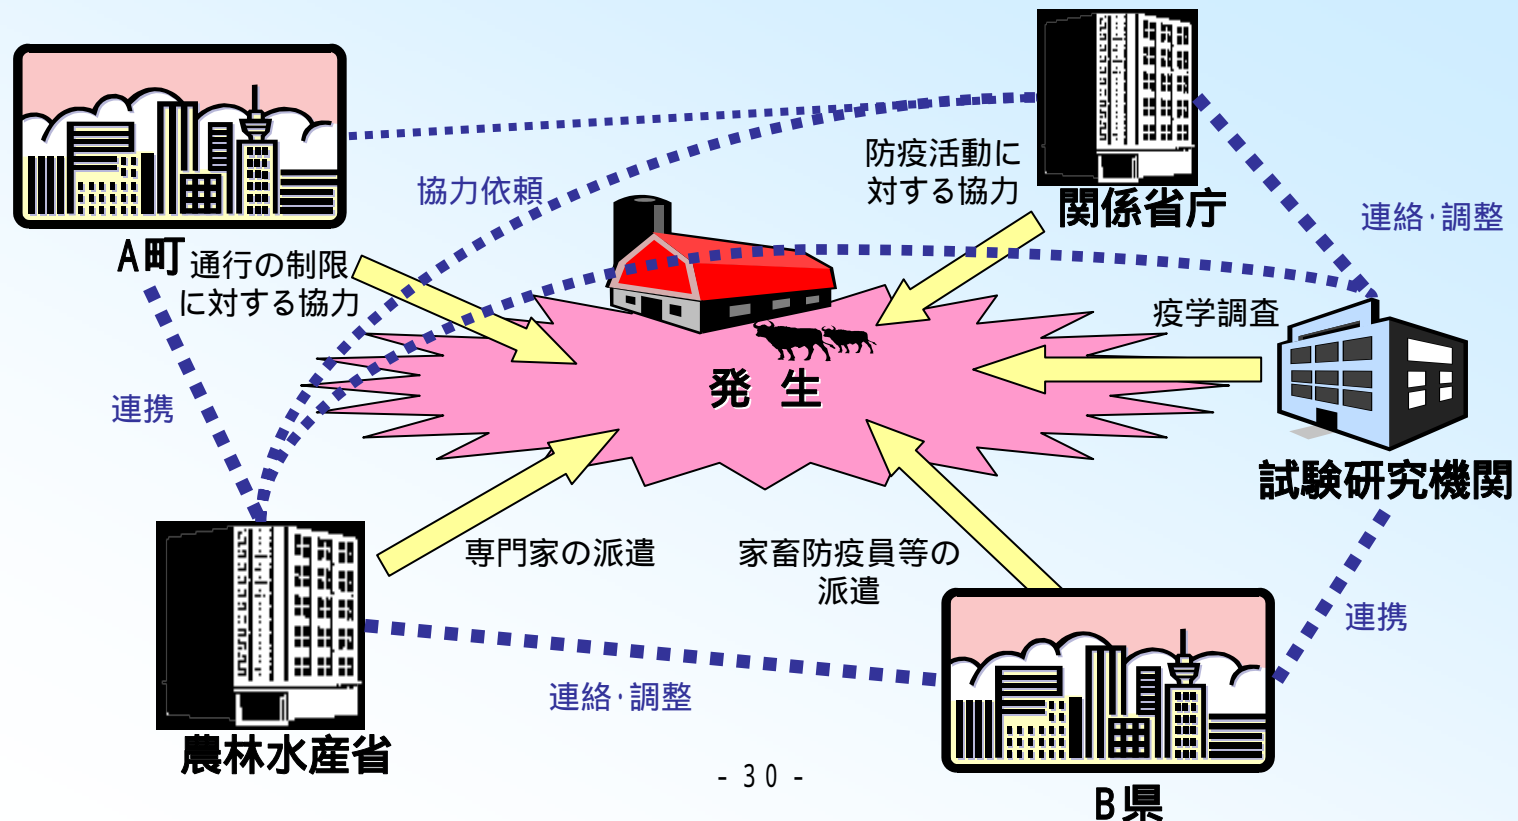 防疫活動に
対する協力
関係省庁
協力依頼
連絡・調整
A町
通行の制限
に対する協力
疫学調査
発 生
連携
試験研究機関
専門家の派遣
家畜防疫員等の
派遣
連携
連絡・調整
農林水産省
- 30 -
B県